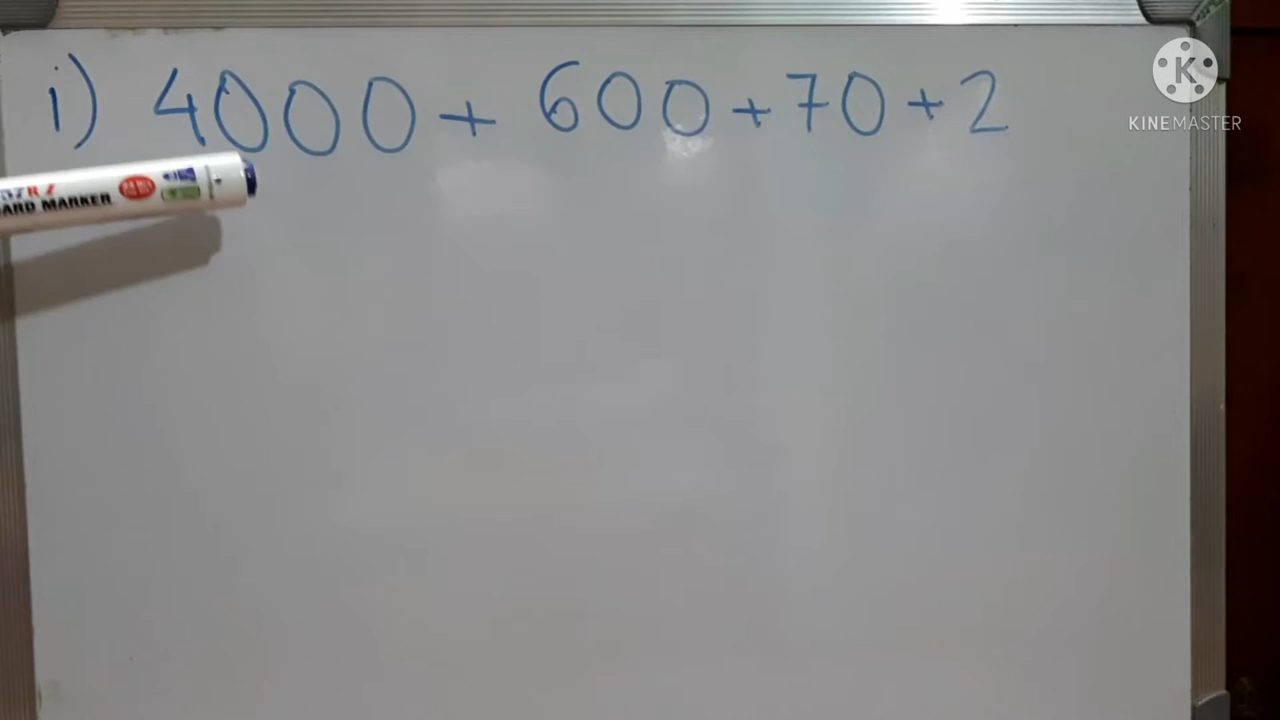 i) 4000 + 600 + 70 + 2
K
KINEMASTER
ARD MARKER